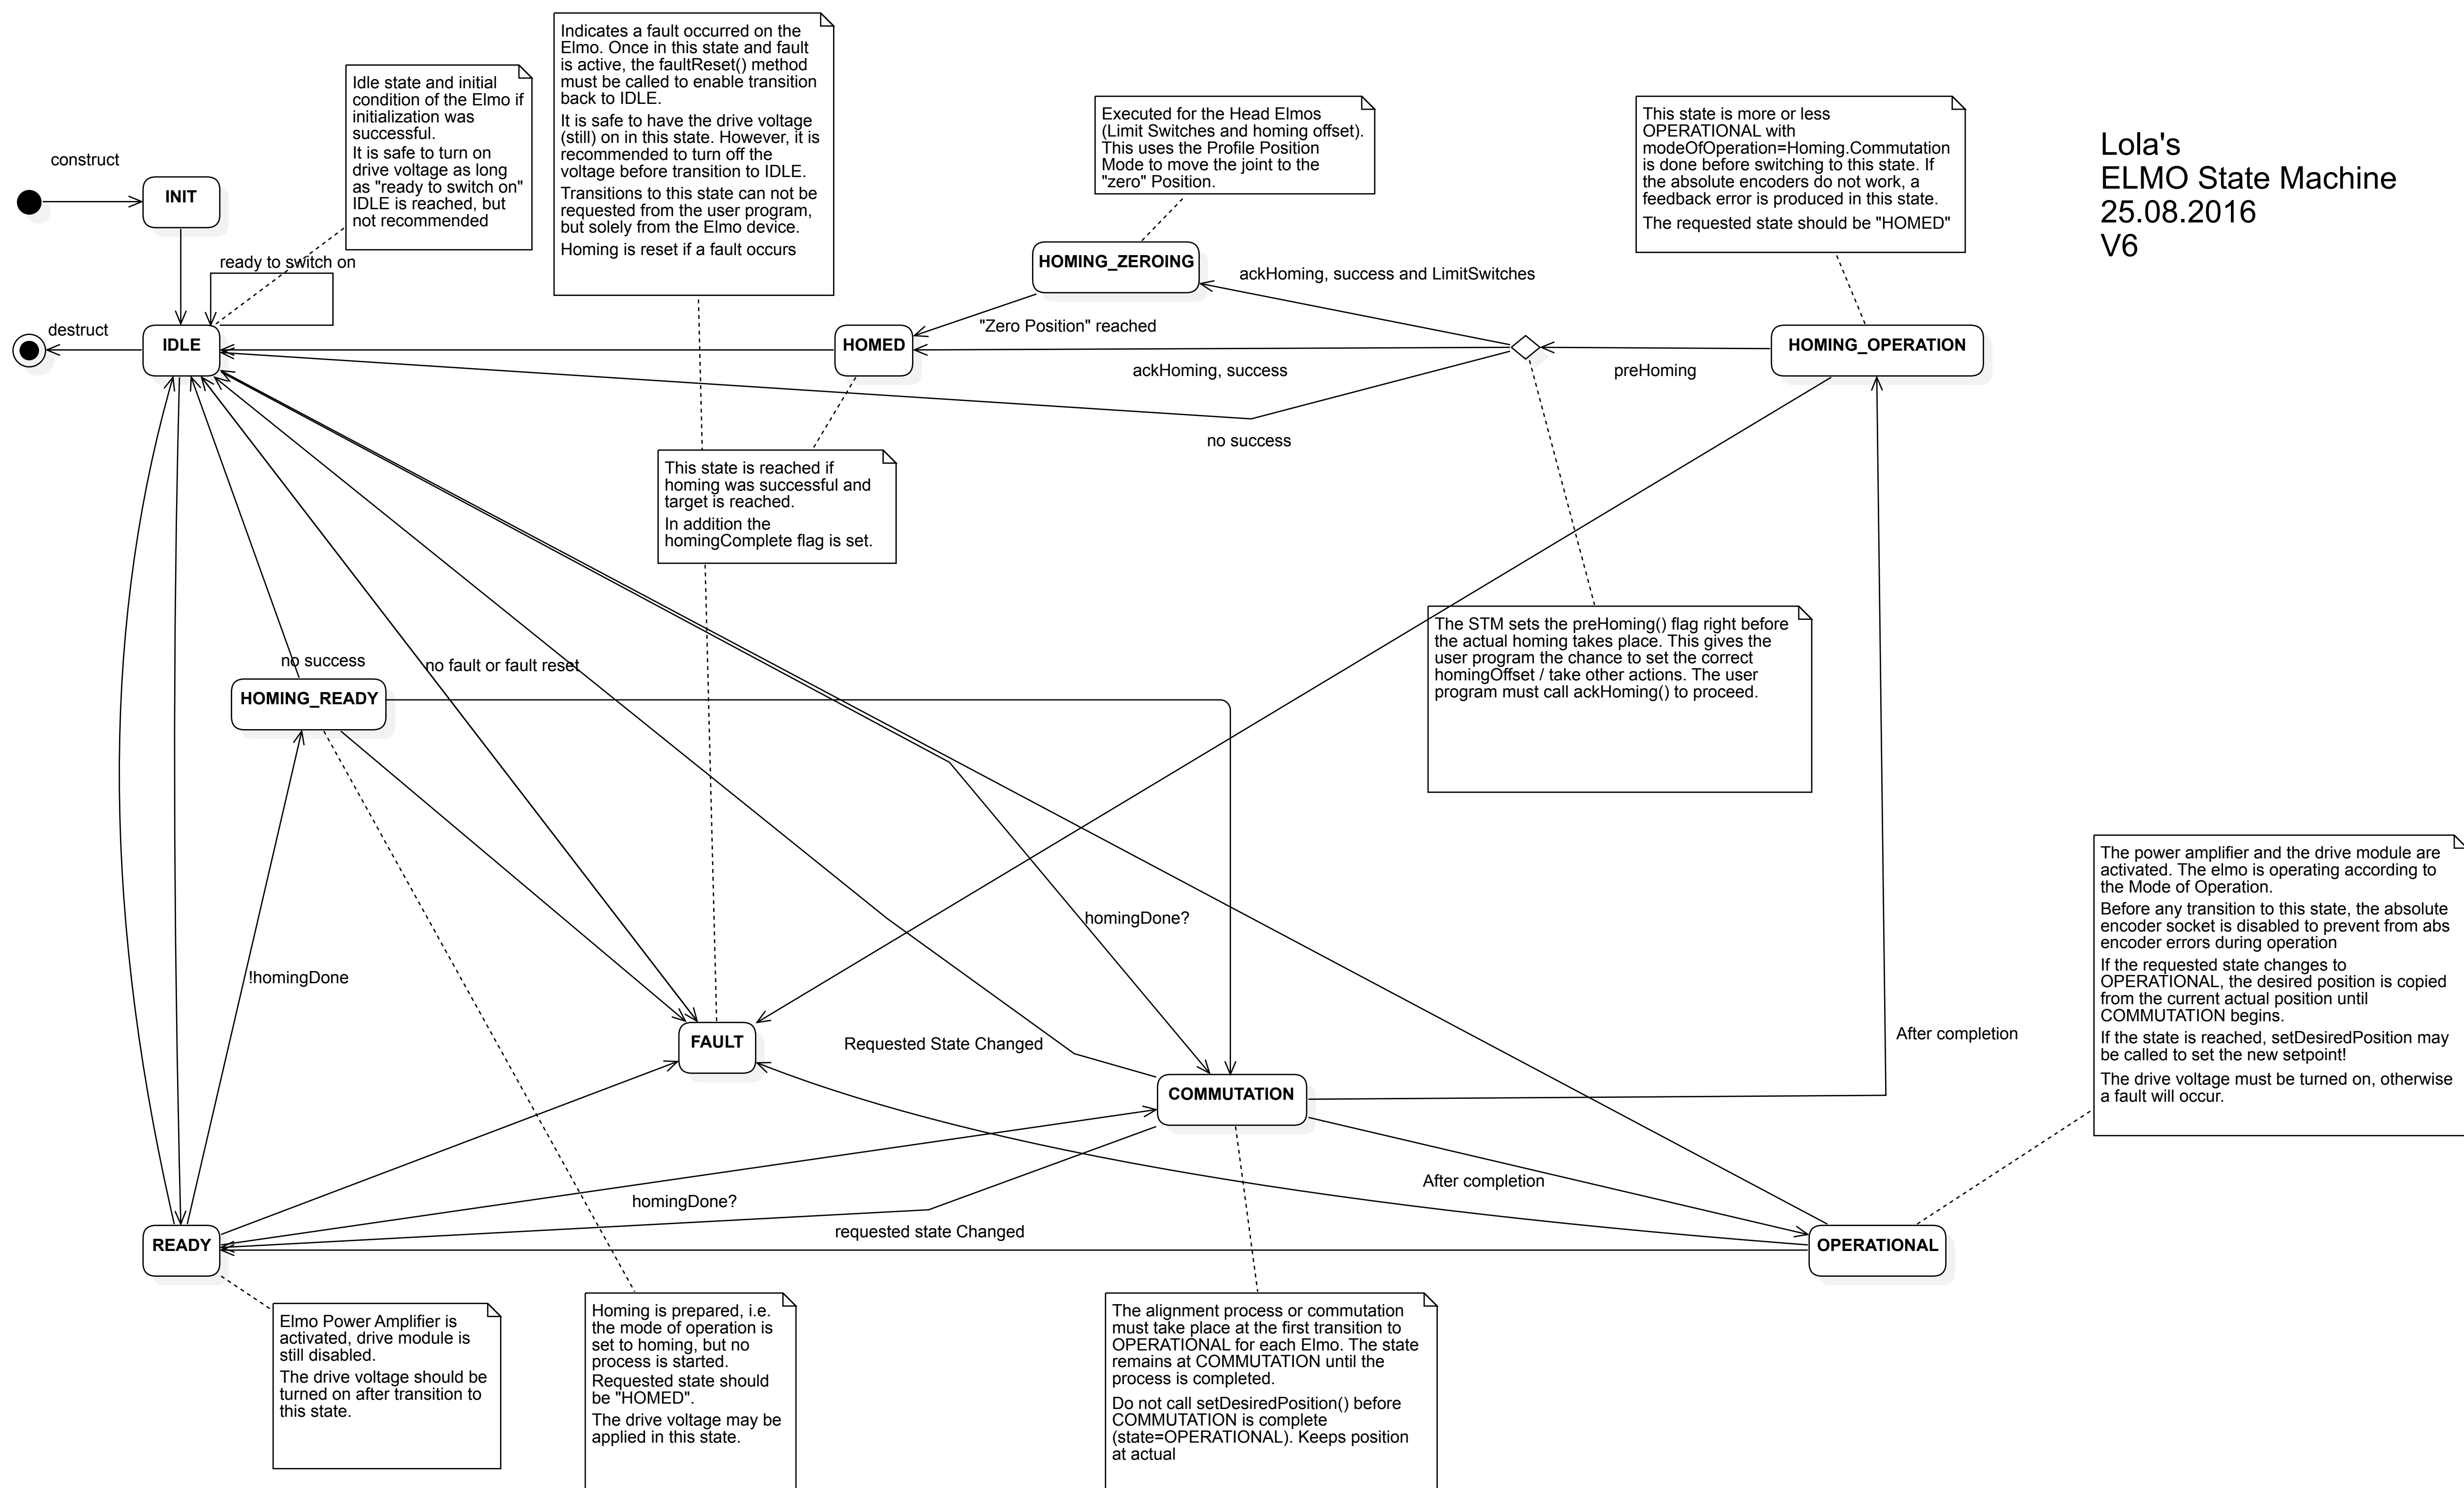 Indicates a fault occurred on the
Elmo. Once in this state and fault
is active, the faultReset() method
must be called to enable transition
back to IDLE.
It is safe to have the drive voltage
(still) on in this state. However, it is
recommended to turn off the
voltage before transition to IDLE.
Transitions to this state can not be
requested from the user program,
but solely from the Elmo device.
Homing is reset if a fault occurs
Idle state and initial
condition of the Elmo if
initialization was
successful.
It is safe to turn on
drive voltage as long
as "ready to switch on"
IDLE is reached, but
not recommended
Executed for the Head Elmos
(Limit Switches and homing offset).
This uses the Profile Position
Mode to move the joint to the
"zero" Position.
This state is more or less
OPERATIONAL with
modeOfOperation=Homing.Commutation
is done before switching to this state. If
the absolute encoders do not work, a
feedback error is produced in this state.
The requested state should be "HOMED"
Lola's
ELMO State Machine
25.08.2016
V6
construct
INIT
ready to switch on
HOMING_ZEROING
ackHoming, success and LimitSwitches
destruct
IDLE
"Zero Position" reached
HOMED
HOMING_OPERATION
ackHoming, success
preHoming
no success
This state is reached if
homing was successful and
target is reached.
In addition the
homingComplete flag is set.
The STM sets the preHoming() flag right before
the actual homing takes place. This gives the
user program the chance to set the correct
homingOffset / take other actions. The user
program must call ackHoming() to proceed.
no success
no fault or fault reset
HOMING_READY
The power amplifier and the drive module are
activated. The elmo is operating according to
the Mode of Operation.
Before any transition to this state, the absolute
encoder socket is disabled to prevent from abs
encoder errors during operation
If the requested state changes to
OPERATIONAL, the desired position is copied
from the current actual position until
COMMUTATION begins.
If the state is reached, setDesiredPosition may
be called to set the new setpoint!
The drive voltage must be turned on, otherwise
a fault will occur.
homingDone?
!homingDone
FAULT
Requested State Changed
After completion
COMMUTATION
homingDone?
After completion
requested state Changed
READY
OPERATIONAL
Elmo Power Amplifier is
activated, drive module is
still disabled.
The drive voltage should be
turned on after transition to
this state.
Homing is prepared, i.e.
the mode of operation is
set to homing, but no
process is started.
Requested state should
be "HOMED".
The drive voltage may be
applied in this state.
The alignment process or commutation
must take place at the first transition to
OPERATIONAL for each Elmo. The state
remains at COMMUTATION until the
process is completed.
Do not call setDesiredPosition() before
COMMUTATION is complete
(state=OPERATIONAL). Keeps position
at actual